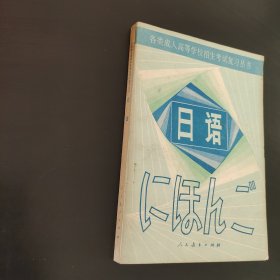 各类成人高等学校招生考试复习丛书
日语
にほんご
人民教育出版社